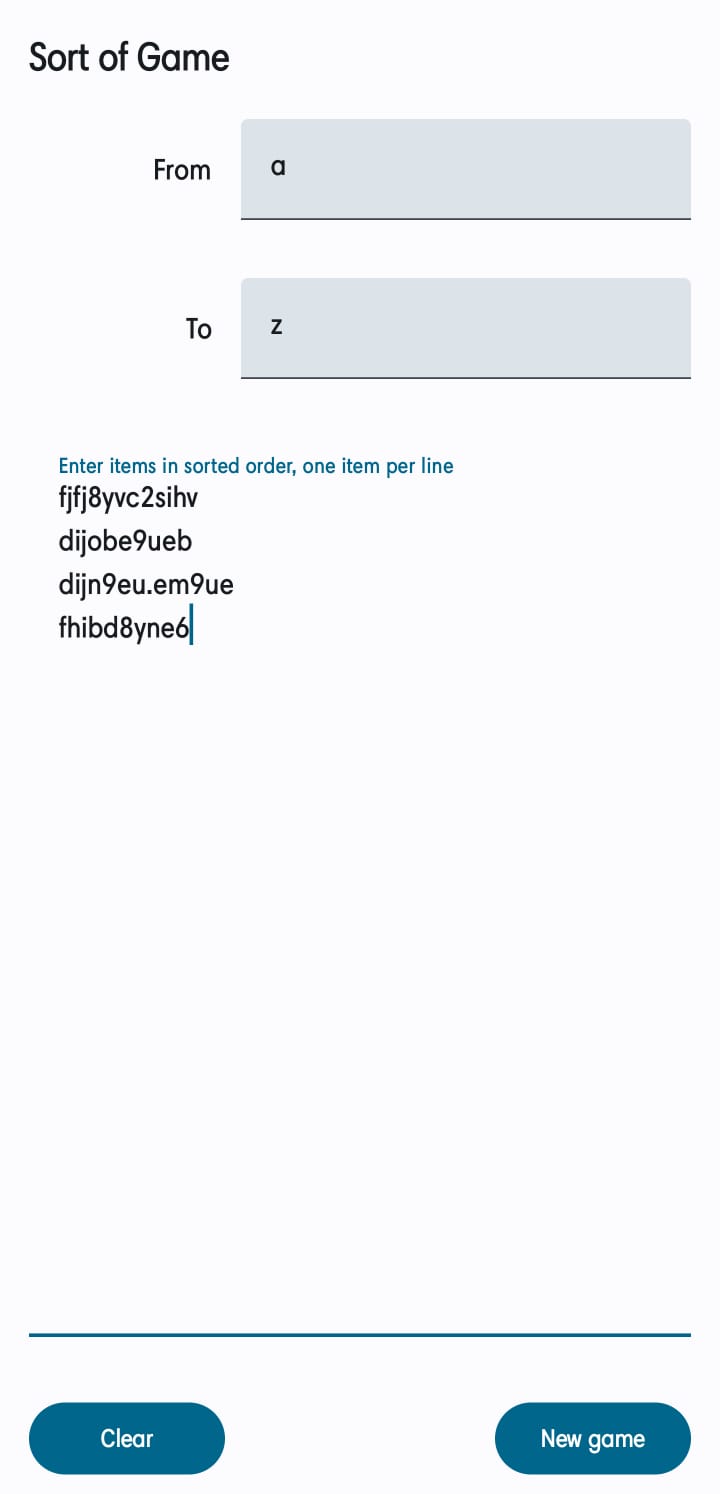 Sort of Game
From
a
To
z
Enter items in sorted order, one item per line
fjfj8yvc2sihv
dijobe9ueb
dijn9eu.em9ue
fhibd8yne6
Clear
New game